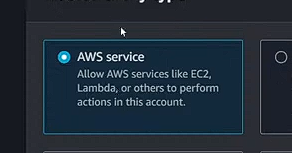 AWS service
Allow AWS services like EC2,
Lambda, or others to perform
actions in this account.